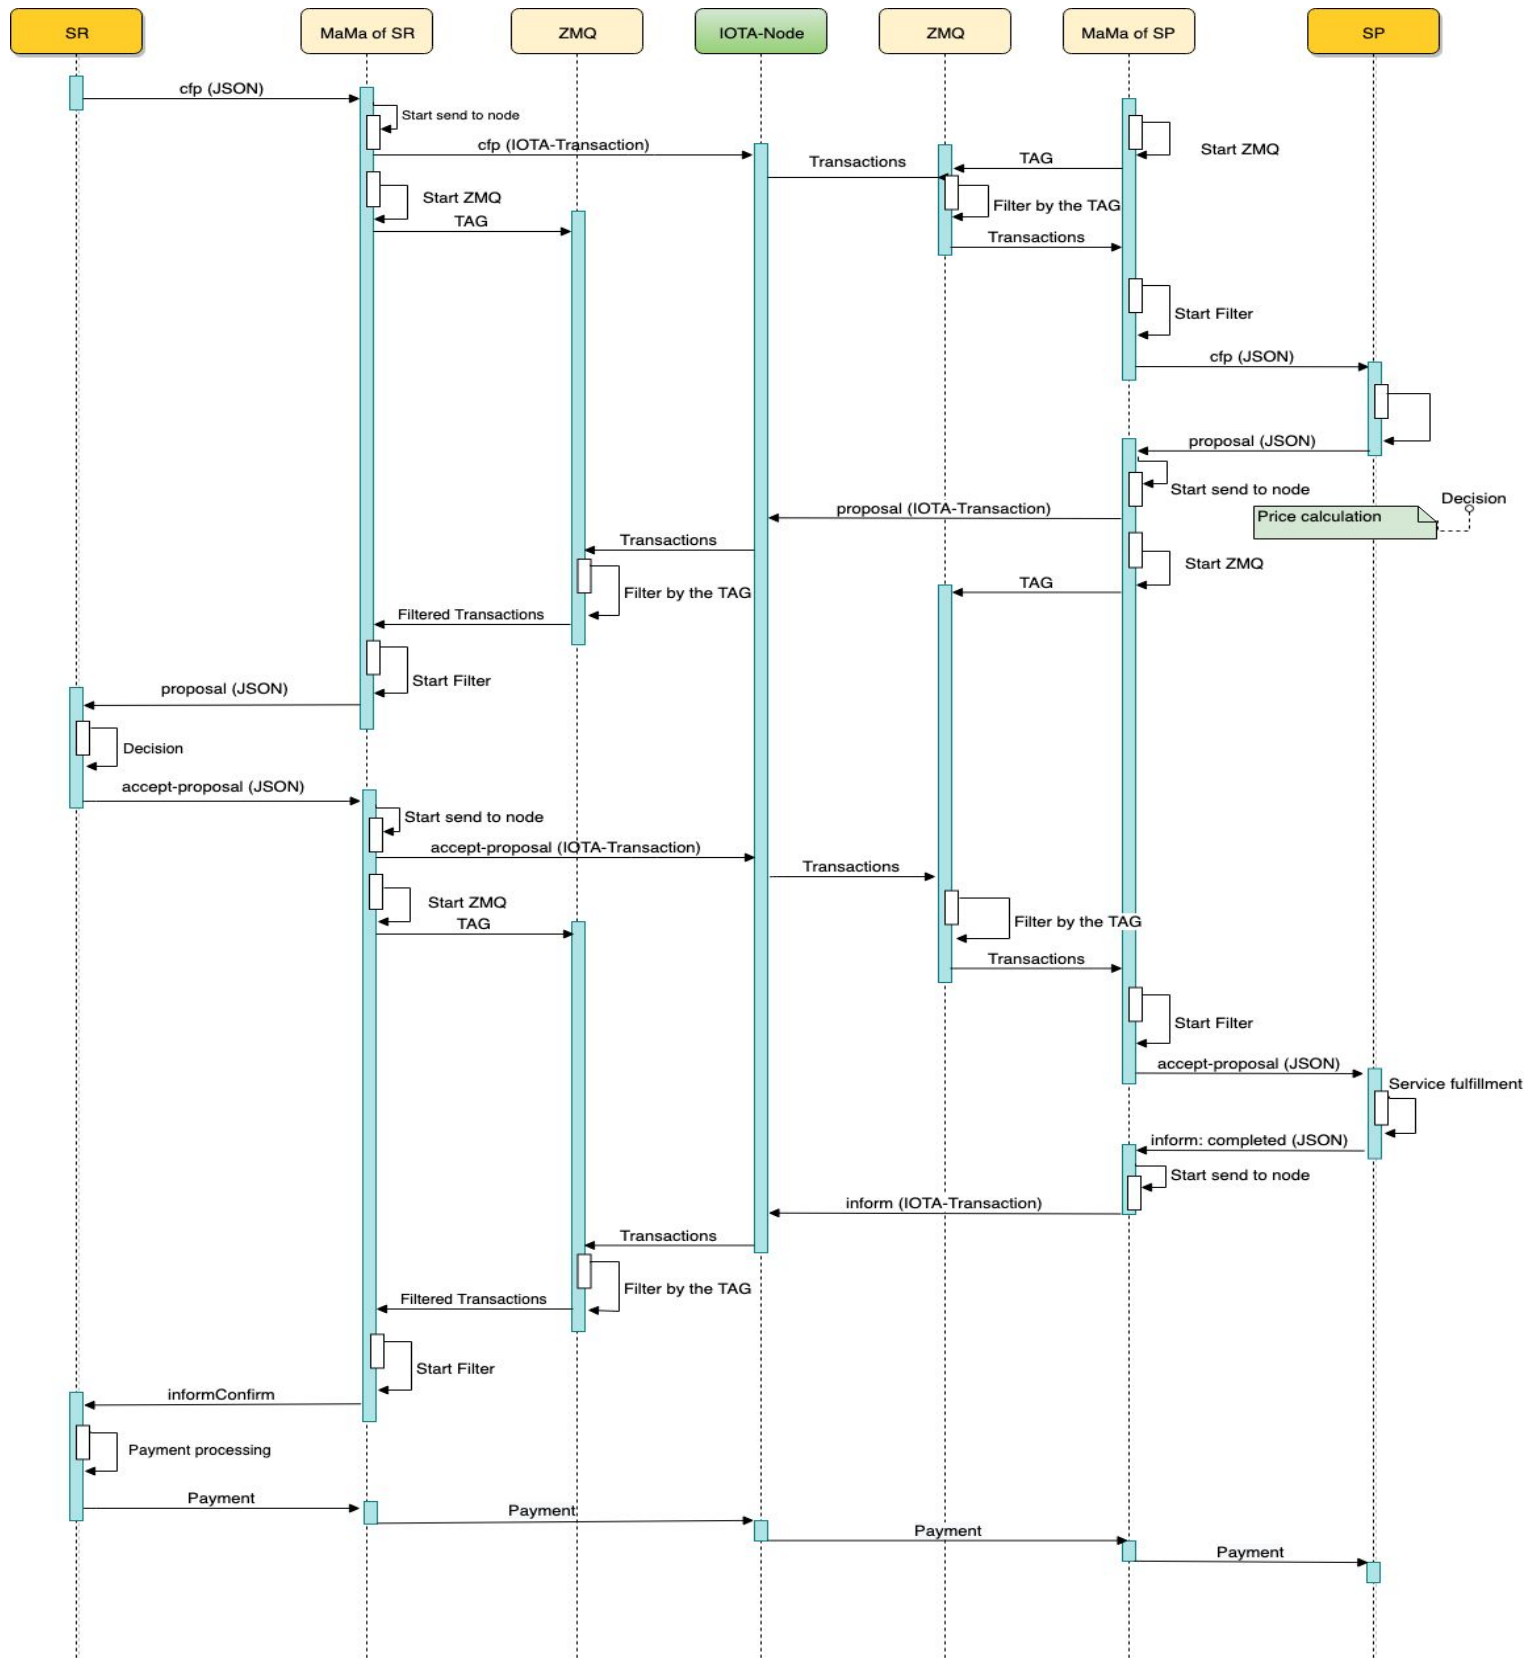 SR
MaMa of SR
ZMQ
IOTA-Node
ZMQ
MaMa of SP
SP
cfp (JSON)
Start send to node
cfp (IOTA-Transaction)
Start ZMQ
Transactions
TAG
Start ZMQ
Filter by the TAG
TAG
Transactions
Start Filter
cfp (JSON)
proposal (JSON)
Start send to node
Decision
Price calculation
proposal (IOTA-Transaction)
Transactions
Start ZMQ
TAG
Filter by the TAG
Filtered Transactions
Start Filter
proposal (JSON)
Decision
accept-proposal (JSON)
Start send to node
accept-proposal (IOTA-Transaction)
Transactions
Start ZMQ
TAG
Filter by the TAG
Transactions
Start Filter
accept-proposal (JSON)
Service fulfillment
inform: completed (JSON)
Start send to node
inform (IOTA-Transaction)
Transactions
Filter by the TAG
Filtered Transactions
Start Filter
informConfirm
Payment processing
Payment
Payment
Payment
Payment